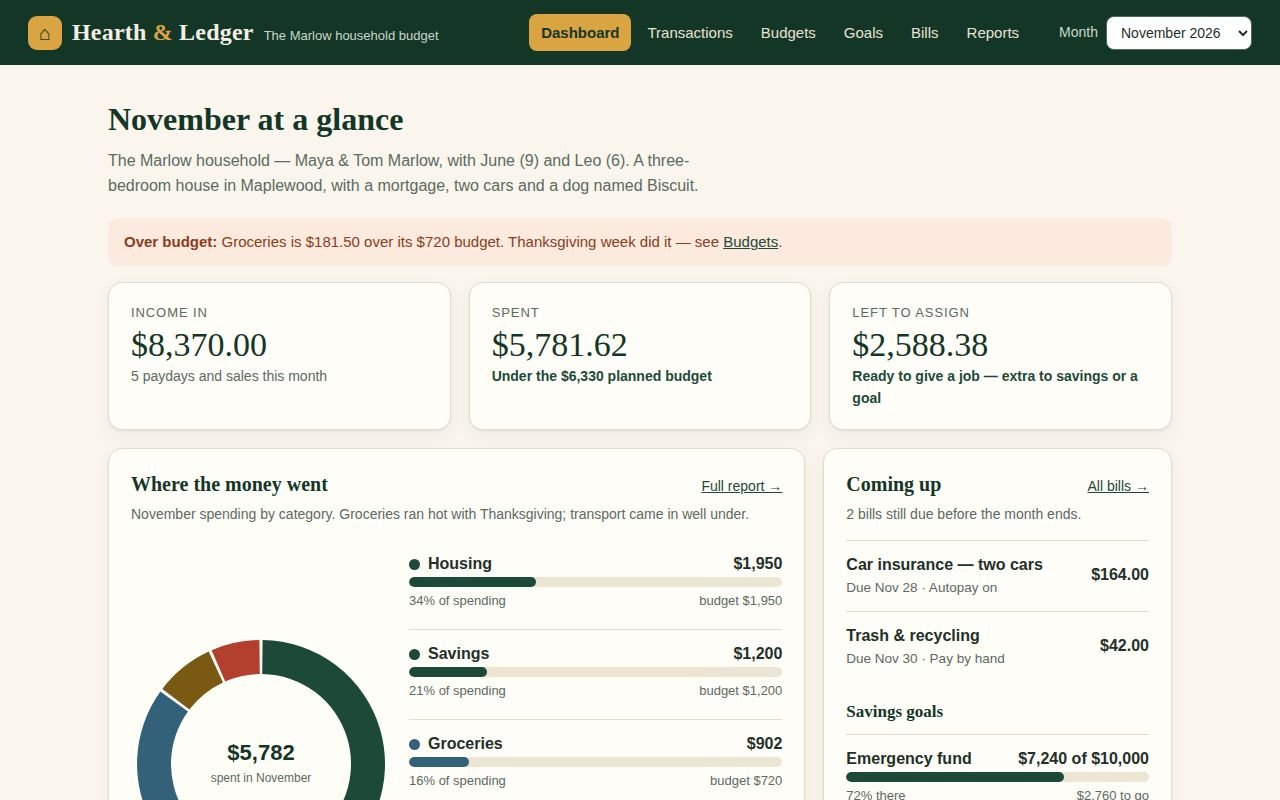 ⌂ Hearth & Ledger The Marlow household budget
Dashboard Transactions Budgets Goals Bills Reports Month November 2026
November at a glance
The Marlow household — Maya & Tom Marlow, with June (9) and Leo (6). A three-
bedroom house in Maplewood, with a mortgage, two cars and a dog named Biscuit.
Over budget: Groceries is $181.50 over its $720 budget. Thanksgiving week did it — see Budgets.
INCOME IN
$8,370.00
5 paydays and sales this month
SPENT
$5,781.62
Under the $6,330 planned budget
LEFT TO ASSIGN
$2,588.38
Ready to give a job — extra to savings or a
goal
Where the money went
Full report →
November spending by category. Groceries ran hot with Thanksgiving; transport came in well under.
$5,782
spent in November
Housing $1,950
34% of spending budget $1,950
Savings $1,200
21% of spending budget $1,200
Groceries $902
16% of spending budget $720
Coming up
All bills →
2 bills still due before the month ends.
Car insurance — two cars $164.00
Due Nov 28 · Autopay on
Trash & recycling $42.00
Due Nov 30 · Pay by hand
Savings goals
Emergency fund $7,240 of $10,000
72% there $2,760 to go